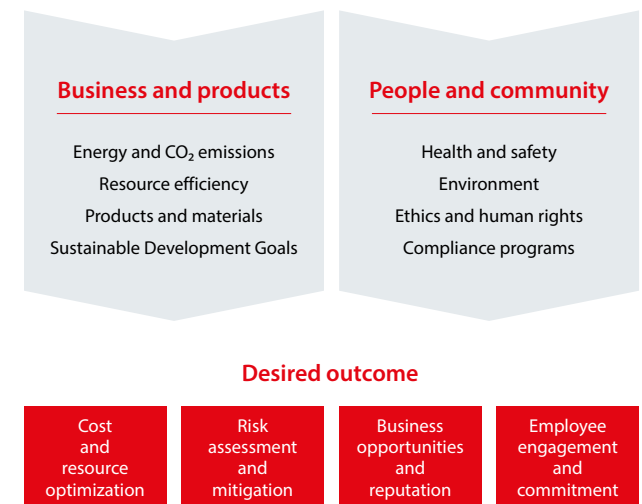 Business and products
Energy and CO₂ emissions
Resource efficiency
Products and materials
Sustainable Development Goals
People and community
Health and safety
Environment
Ethics and human rights
Compliance programs
Desired outcome
Cost
and
resource
optimization
Risk
assessment
and
mitigation
Business
opportunities
and
reputation
Employee
engagement
and
commitment